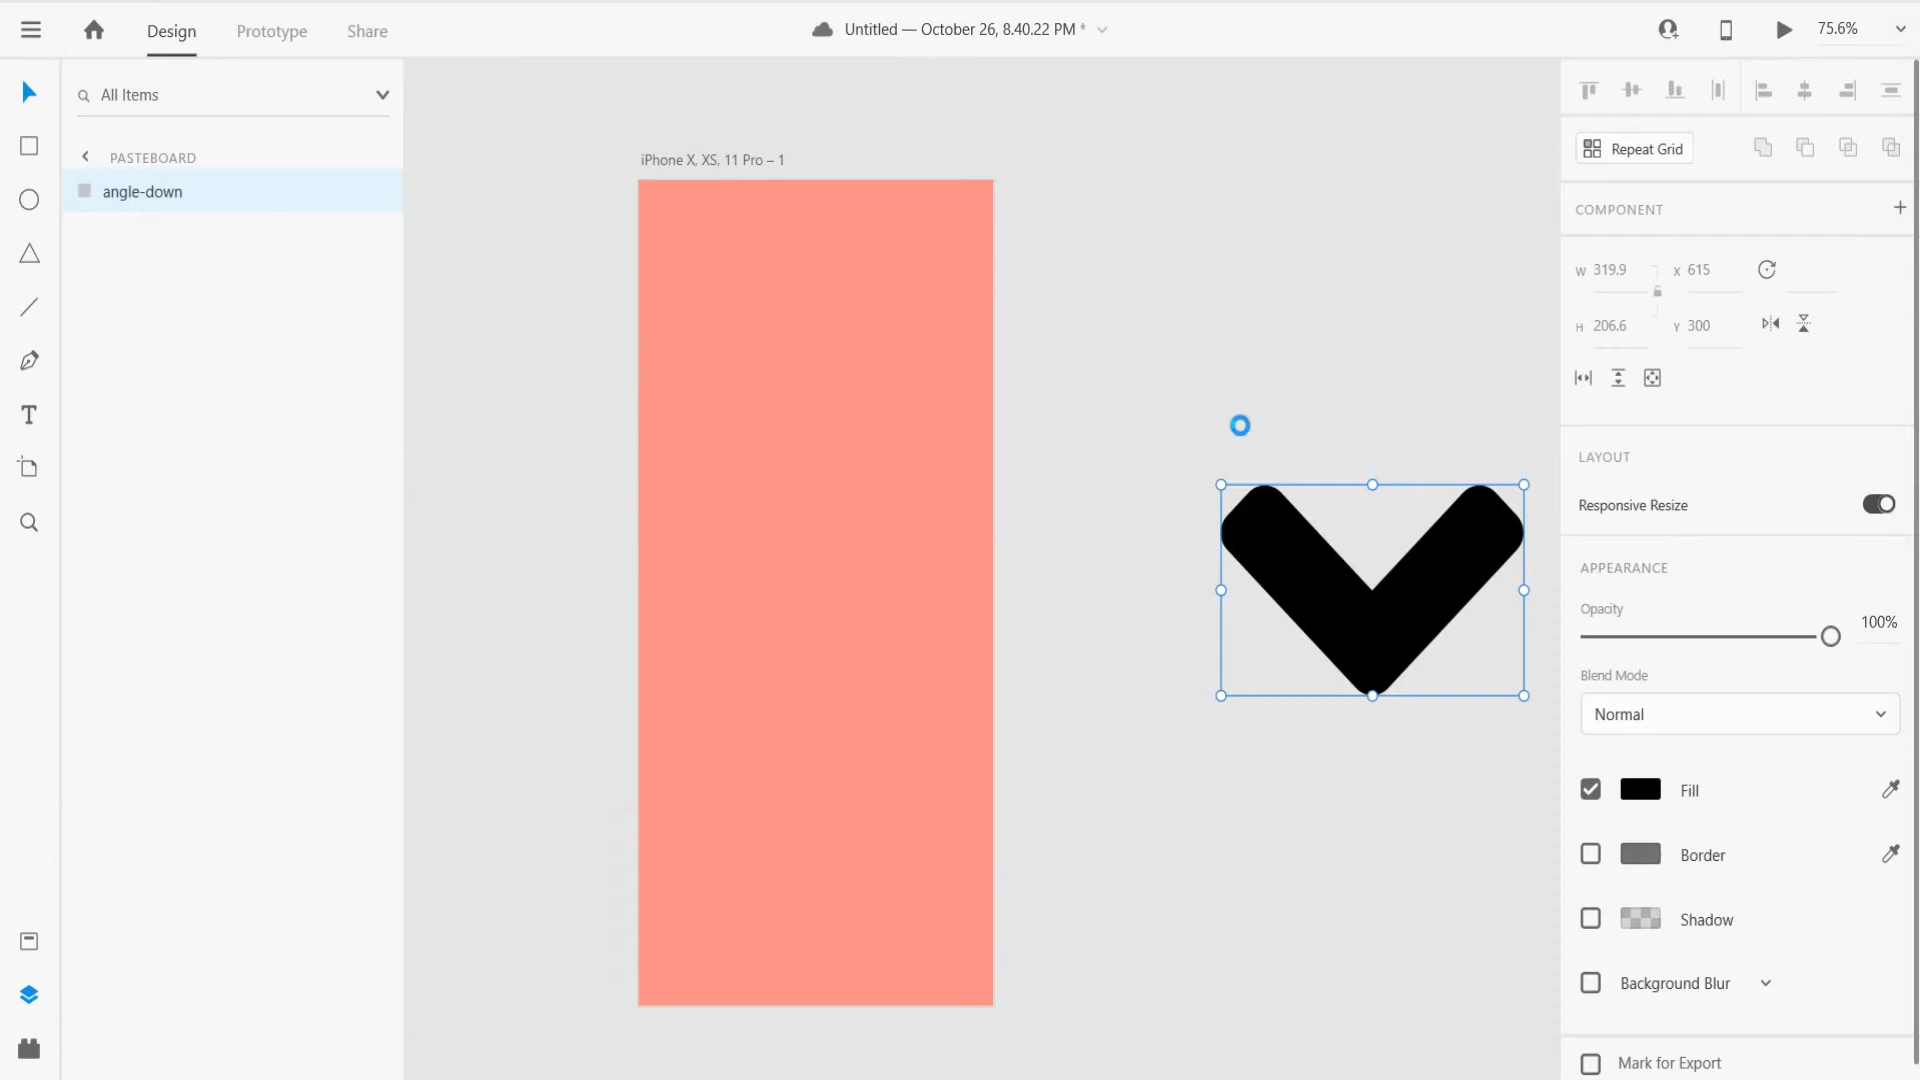 Design
Prototype
Share
Untitled — October 26, 8.40.22 PM *
75.6%
All Items
PASTEBOARD
angle-down
iPhone X, XS, 11 Pro – 1
Repeat Grid
COMPONENT
W 319.9
X 615
H 206.6
Y 300
LAYOUT
Responsive Resize
APPEARANCE
Opacity
100%
Blend Mode
Normal
Fill
Border
Shadow
Background Blur
Mark for Export